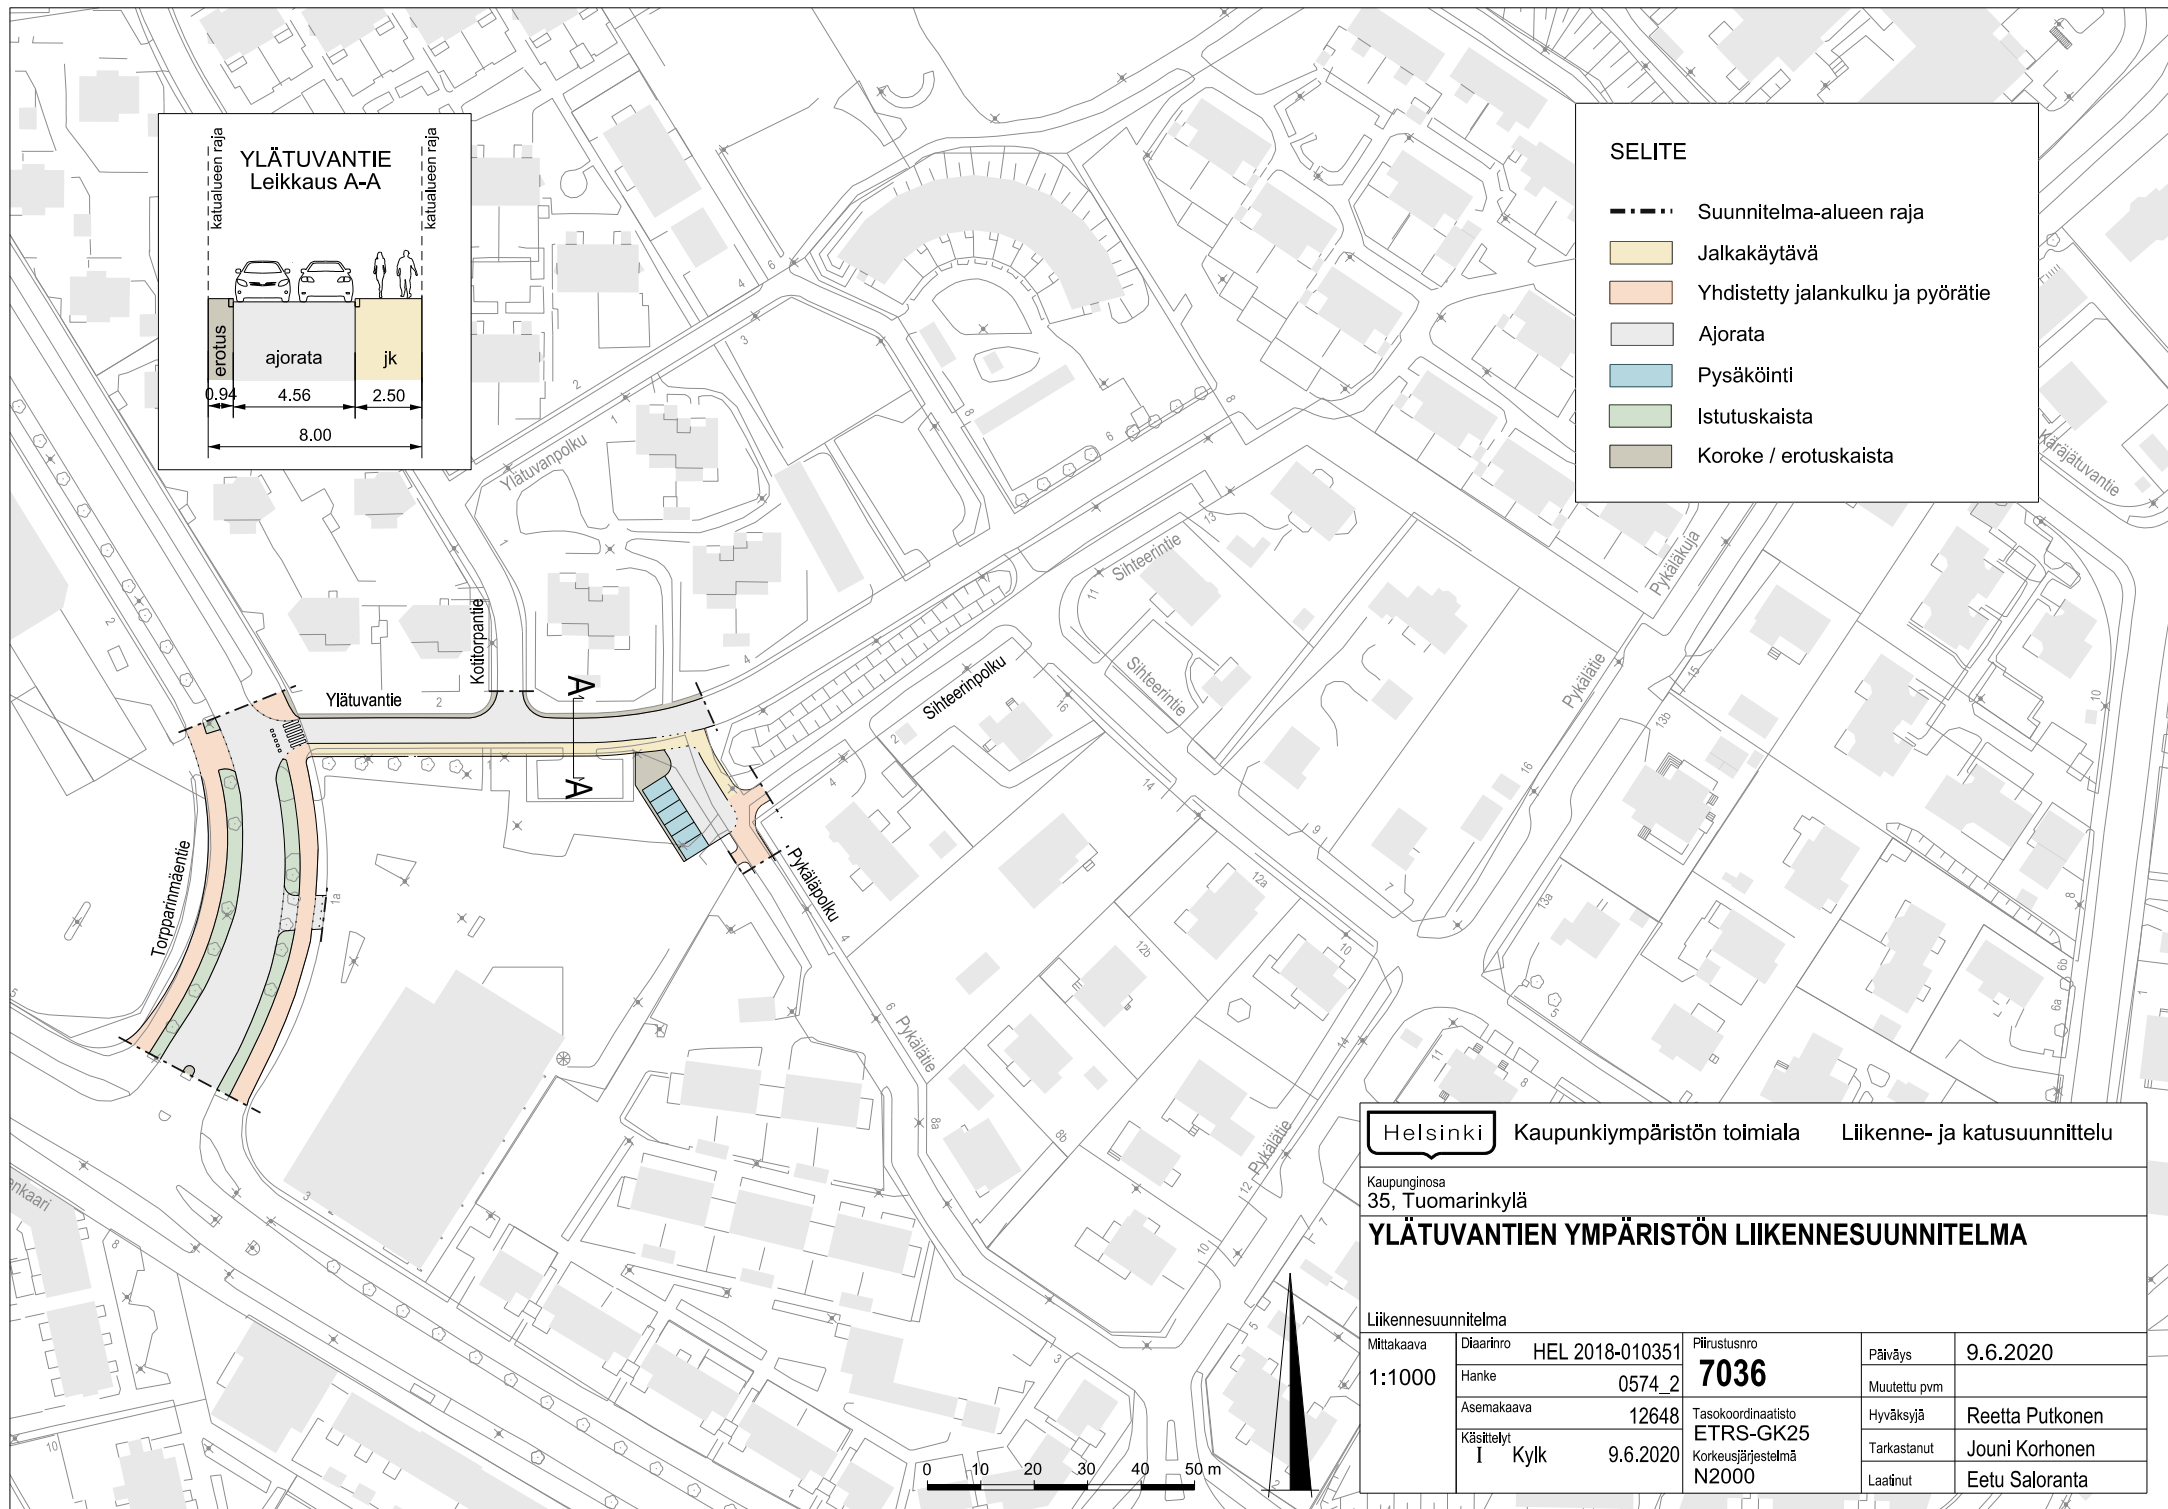 YLÄTUVANTIE
Leikkaus A-A
katualueen raja
katualueen raja
erotus
ajorata
jk
0.94
4.56
2.50
8.00
SELITE
Suunnitelma-alueen raja
Jalkakäytävä
Yhdistetty jalankulku ja pyörätie
Ajorata
Pysäköinti
Istutuskaista
Koroke / erotuskaista
Ylätuvanpolku
Kotitorpantie
Ylätuvantie
A
A
Torpparinmäentie
Sihteerinpolku
Sihteerintie
Sihteerintie
Pykäläpolku
Pykälätie
Pykälätie
Pykälätie
Pykäläkuja
Käräjätuvantie
enkaari
Helsinki
Kaupunkiympäristön toimiala Liikenne- ja katusuunnittelu
Kaupunginosa
35, Tuomarinkylä
YLÄTUVANTIEN YMPÄRISTÖN LIIKENNESUUNNITELMA
Liikennesuunnitelma
Mittakaava
1:1000
Diaarinro HEL 2018-010351
Hanke 0574_2
Asemakaava 12648
Käsittelyt
I Kylk 9.6.2020
Piirustusnro
7036
Tasokoordinaatisto
ETRS-GK25
Korkeusjärjestelmä
N2000
Päiväys 9.6.2020
Muutettu pvm
Hyväksyjä Reetta Putkonen
Tarkastanut Jouni Korhonen
Laatinut Eetu Saloranta
0 10 20 30 40 50 m